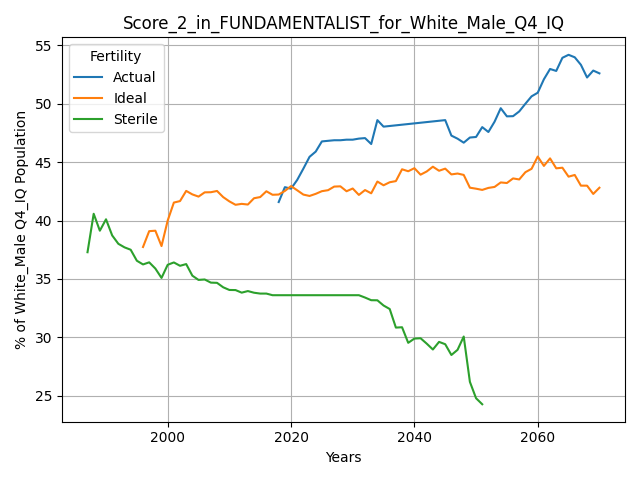 Score_2_in_FUNDAMENTALIST_for_White_Male_Q4_IQ
Fertility
Actual
Ideal
Sterile
% of White_Male Q4_IQ Population
55
50
45
40
35
30
25
2000
2020
2040
2060
Years